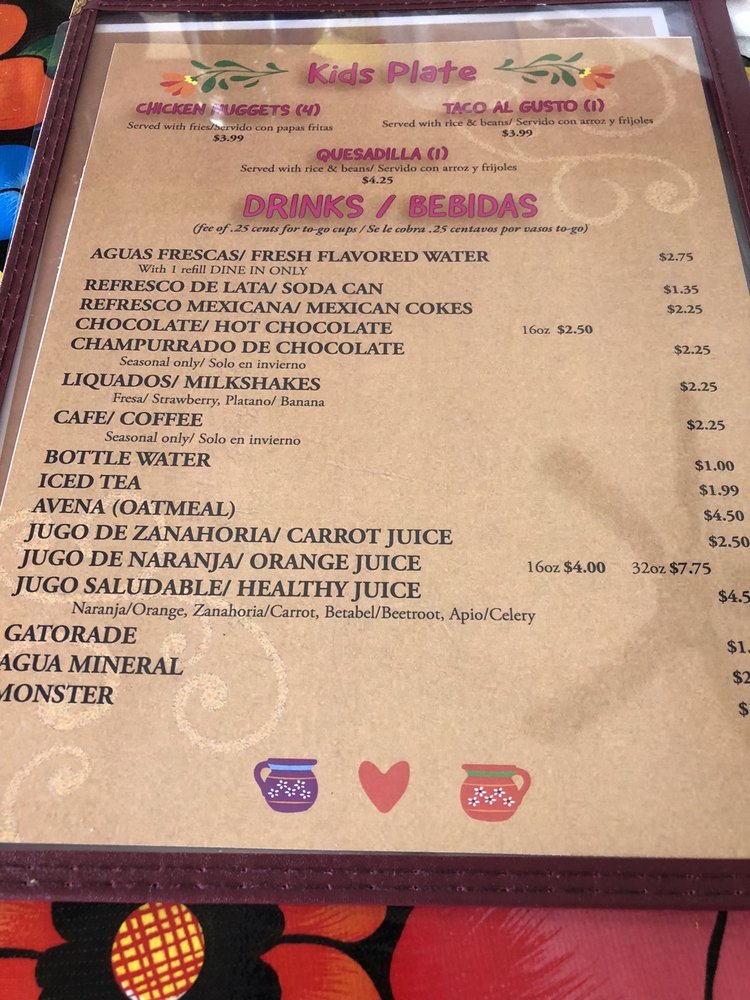 Kids Plate
CHICKEN NUGGETS (4)
Served with fries/Servido con papas fritas
$3.99
TACO AL GUSTO (1)
Served with rice & beans/ Servido con arroz y frijoles
$3.99
QUESADILLA (1)
Served with rice & beans/ Servido con arroz y frijoles
$4.25
DRINKS / BEBIDAS
(fee of .25 cents for to-go cups / Se le cobra .25 centavos por vasos to-go)
AGUAS FRESCAS/ FRESH FLAVORED WATER $2.75
With 1 refill DINE IN ONLY
REFRESCO DE LATA/ SODA CAN $1.35
REFRESCO MEXICANA/ MEXICAN COKES $2.25
CHOCOLATE/ HOT CHOCOLATE 16oz $2.50
CHAMPURRADO DE CHOCOLATE $2.25
Seasonal only/ Solo en invierno
LIQUADOS/ MILKSHAKES $2.25
Fresa/ Strawberry, Platano/ Banana
CAFE/ COFFEE $2.25
Seasonal only/ Solo en invierno
BOTTLE WATER $1.00
ICED TEA $1.99
AVENA (OATMEAL) $4.50
JUGO DE ZANAHORIA/ CARROT JUICE $2.50
JUGO DE NARANJA/ ORANGE JUICE 16oz $4.00 32oz $7.75
JUGO SALUDABLE/ HEALTHY JUICE $4.5
Naranja/Orange, Zanahoria/Carrot, Betabel/Beetroot, Apio/Celery
GATORADE $1.
AGUA MINERAL $2
MONSTER $